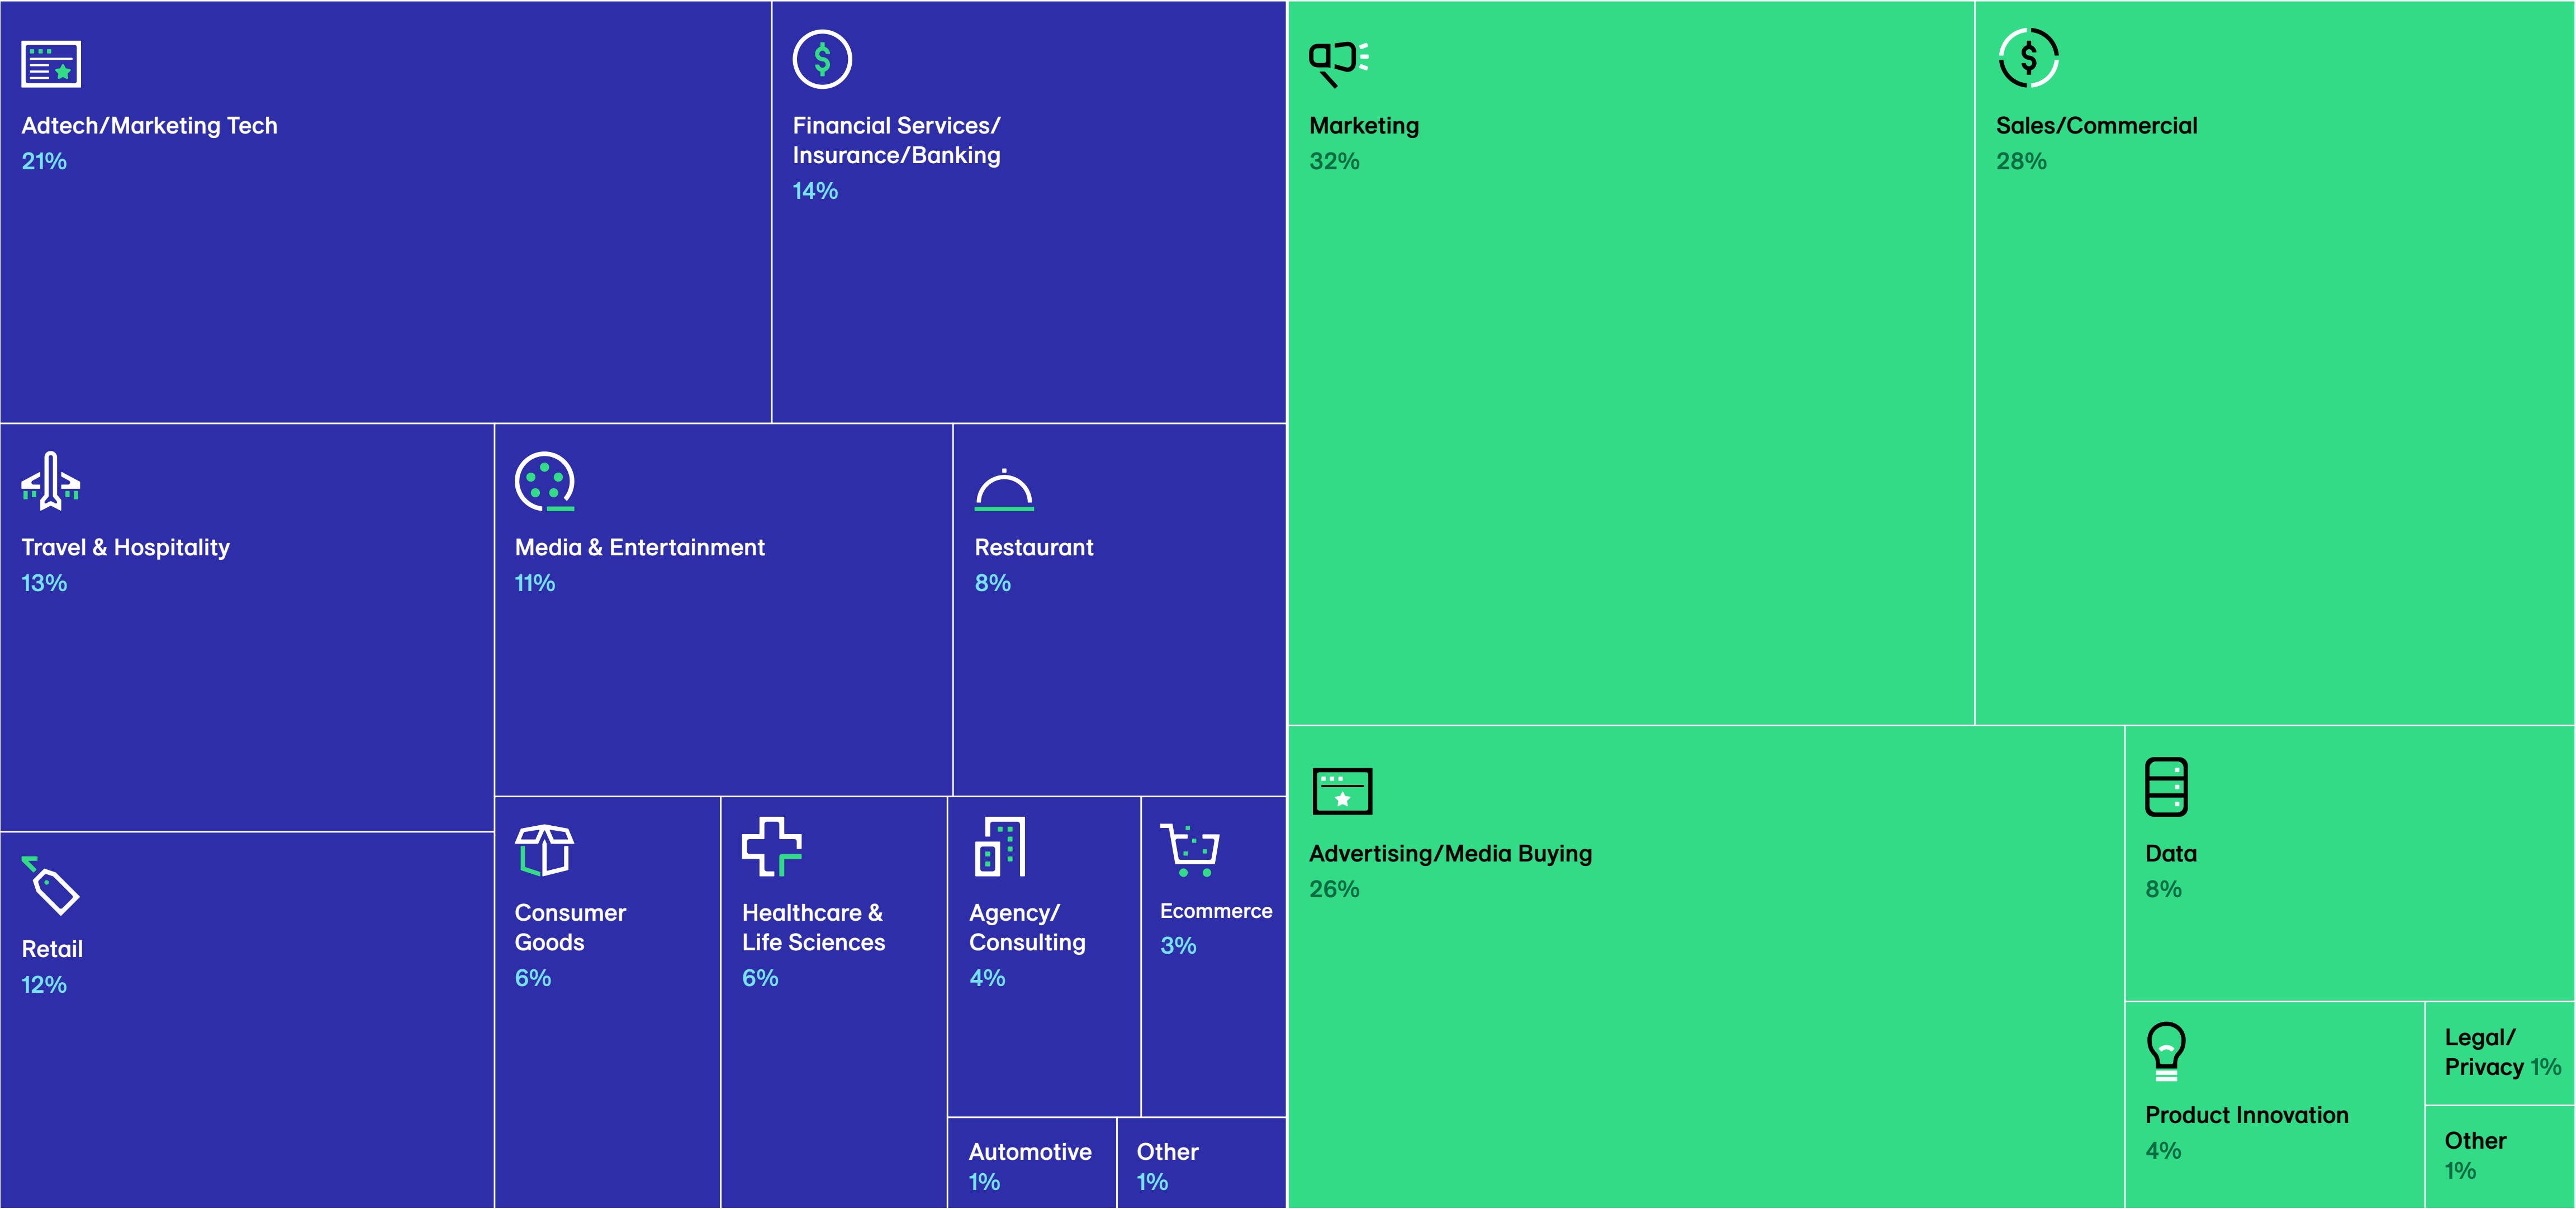 Adtech/Marketing Tech
21%
Financial Services/
Insurance/Banking
14%
Travel & Hospitality
13%
Media & Entertainment
11%
Restaurant
8%
Retail
12%
Consumer
Goods
6%
Healthcare &
Life Sciences
6%
Agency/
Consulting
4%
Ecommerce
3%
Automotive
1%
Other
1%
Marketing
32%
Sales/Commercial
28%
Advertising/Media Buying
26%
Data
8%
Product Innovation
4%
Legal/
Privacy 1%
Other
1%